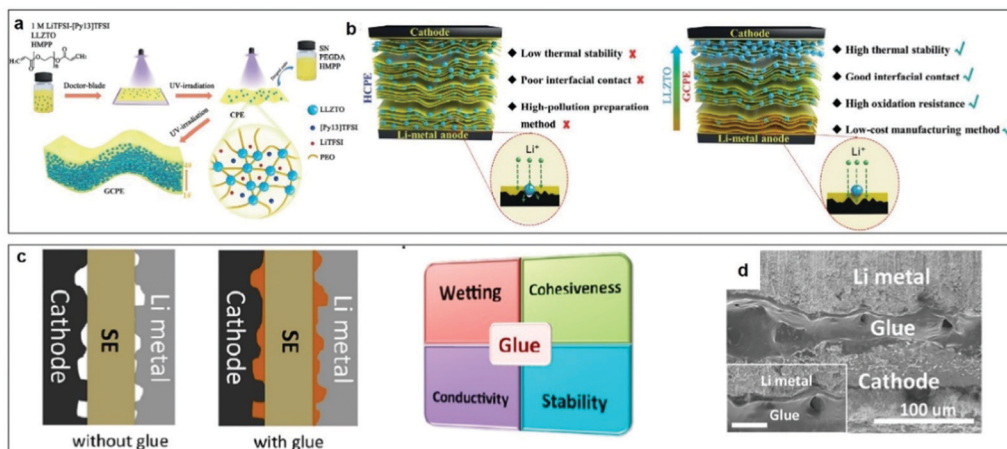 a
1 M LiTFSI-[Py13]TFSI
LLZTO
HMPP
Doctor-blade
UV-irradiation
SN
PEGDA
HMPP
CPE
UV-irradiation
GCPE
LLZTO
[Py13]TFSI
LiTFSI
PEO
b
Cathode
HCPE
Li-metal anode
Li⁺
◆ Low thermal stability ✘
◆ Poor interfacial contact ✘
◆ High-pollution preparation
method ✘
LLZTO
GCPE
Cathode
Li-metal anode
Li⁺
◆ High thermal stability ✓
◆ Good interfacial contact ✓
◆ High oxidation resistance ✓
◆ Low-cost manufacturing method ✓
c
Cathode
SE
Li metal
without glue
Cathode
SE
Li metal
with glue
Wetting
Cohesiveness
Glue
Conductivity
Stability
d
Li metal
Glue
Cathode
100 um
Li metal
Glue